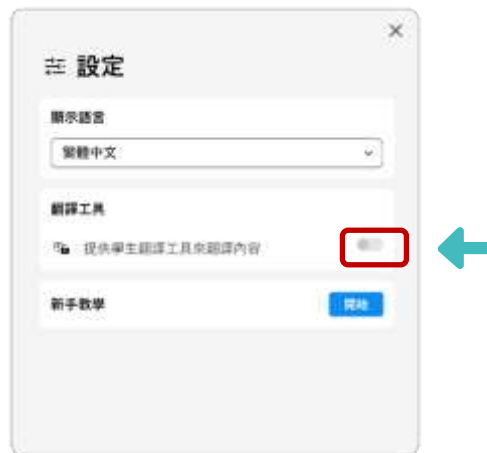 設定
顯示語言
繁體中文
翻譯工具
提供學生翻譯工具來翻譯內容
新手教學
開始